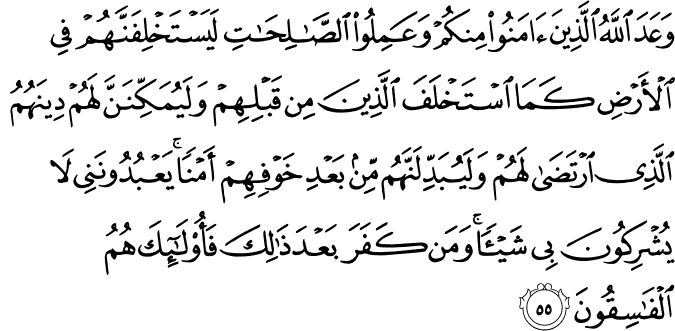 وَعَدَ ٱللَّهُ ٱلَّذِينَ ءَامَنُوا۟ مِنكُمْ وَعَمِلُوا۟ ٱلصَّـٰلِحَـٰتِ لَيَسْتَخْلِفَنَّهُمْ فِى
ٱلْأَرْضِ كَمَا ٱسْتَخْلَفَ ٱلَّذِينَ مِن قَبْلِهِمْ وَلَيُمَكِّنَنَّ لَهُمْ دِينَهُمُ
ٱلَّذِى ٱرْتَضَىٰ لَهُمْ وَلَيُبَدِّلَنَّهُم مِّنۢ بَعْدِ خَوْفِهِمْ أَمْنًا ۚ يَعْبُدُونَنِى لَا
يُشْرِكُونَ بِى شَيْـًٔا ۚ وَمَن كَفَرَ بَعْدَ ذَٰلِكَ فَأُو۟لَـٰٓئِكَ هُمُ
ٱلْفَـٰسِقُونَ ٥٥